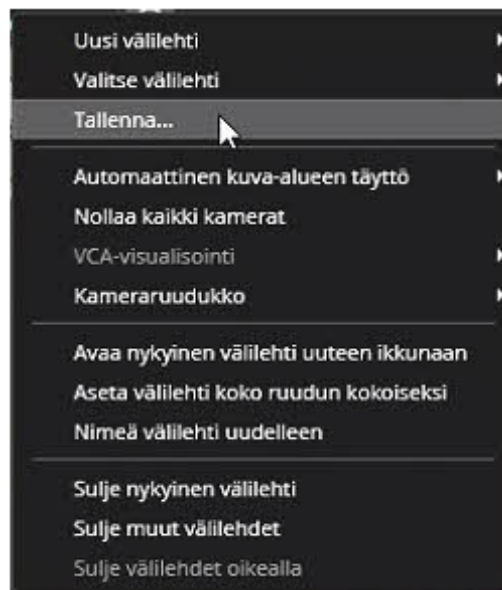 Uusi välilehti
Valitse välilehti
Tallenna...
Automaattinen kuva-alueen täyttö
Nollaa kaikki kamerat
VCA-visualisointi
Kameraruudukko
Avaa nykyinen välilehti uuteen ikkunaan
Aseta välilehti koko ruudun kokoiseksi
Nimeä välilehti uudelleen
Sulje nykyinen välilehti
Sulje muut välilehdet
Sulje välilehdet oikealla